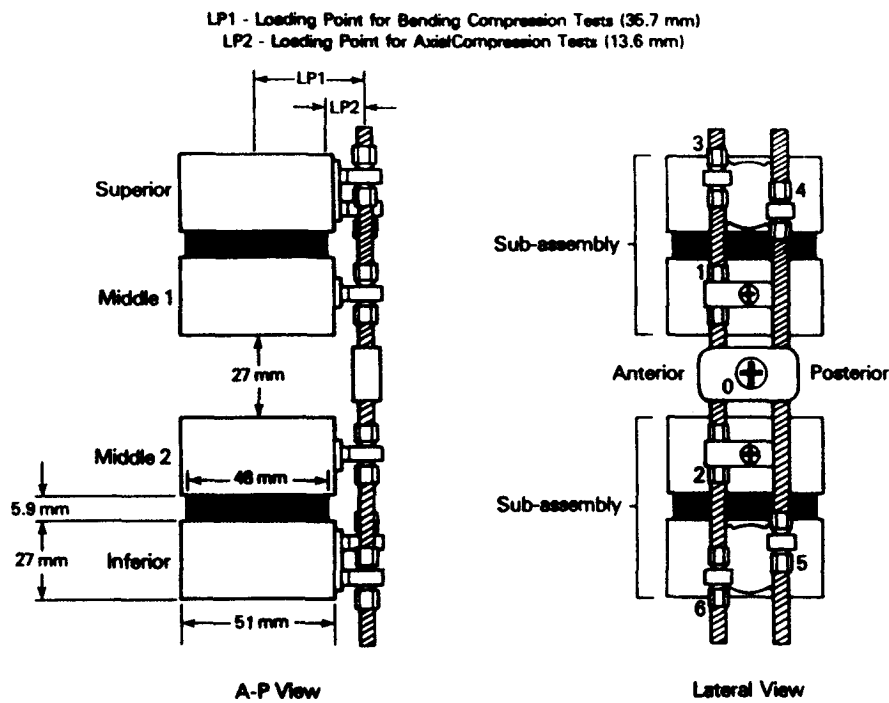 LP1 - Loading Point for Bending Compression Tests (35.7 mm)
LP2 - Loading Point for AxialCompression Tests (13.6 mm)
LP1
LP2
Superior
Middle 1
27 mm
Middle 2
46 mm
5.9 mm
27 mm
Inferior
51 mm
A-P View
3
4
Sub-assembly
1
Anterior
0
Posterior
2
Sub-assembly
5
6
Lateral View